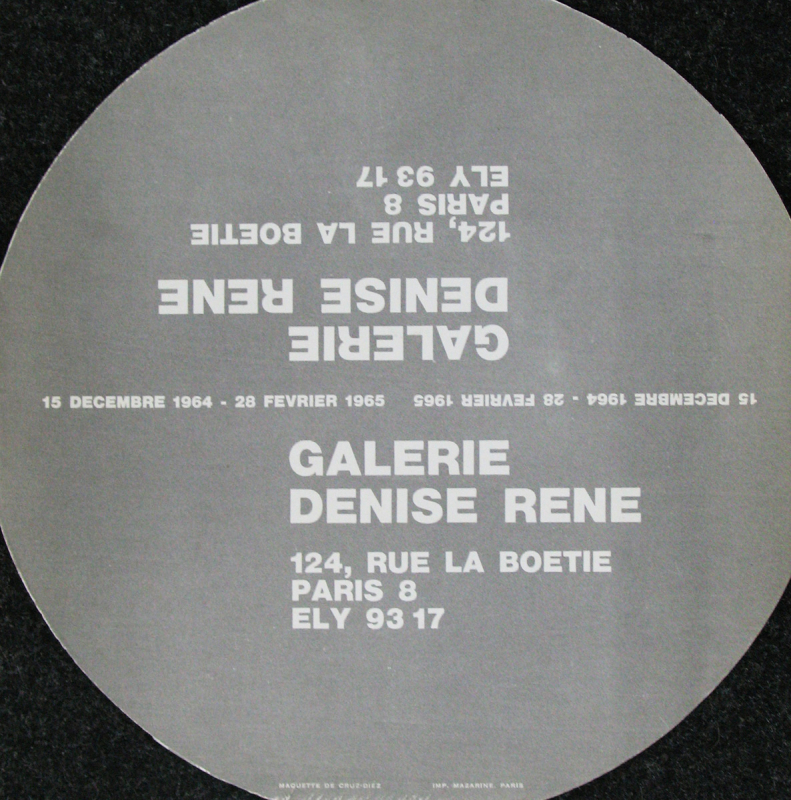 ELY 93 17
PARIS 8
124, RUE LA BOETIE
DENISE RENE
GALERIE
15 DECEMBRE 1964 - 28 FEVRIER 1965
15 DECEMBRE 1964 - 28 FEVRIER 1965
GALERIE
DENISE RENE
124, RUE LA BOETIE
PARIS 8
ELY 93 17
MAQUETTE DE CRUZ-DIEZ IMP. MAZARINE. PARIS